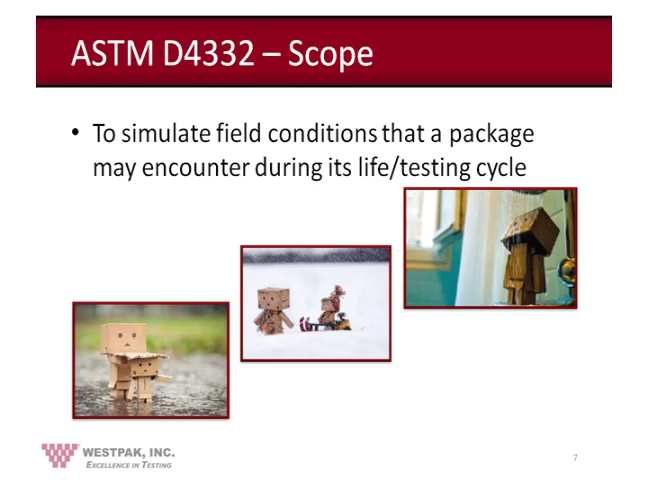 ASTM D4332 – Scope
• To simulate field conditions that a package
may encounter during its life/testing cycle
WESTPAK, INC.
EXCELLENCE IN TESTING
7